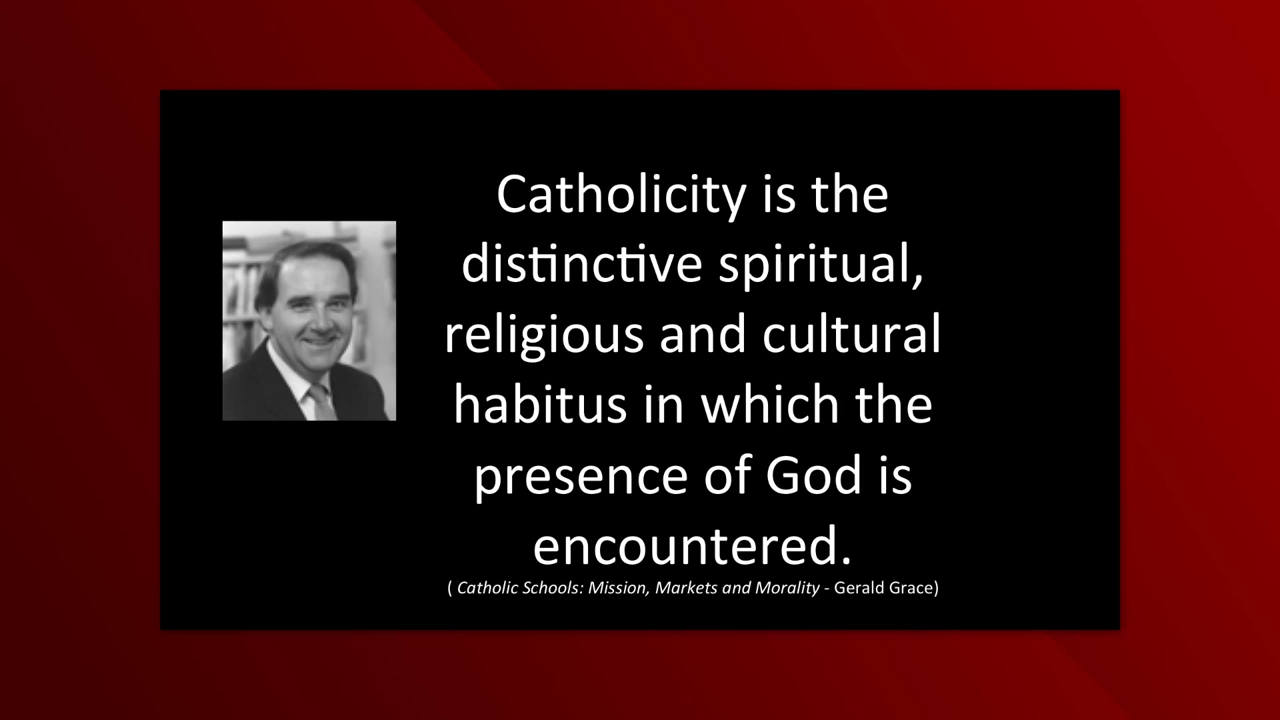 Catholicity is the
distinctive spiritual,
religious and cultural
habitus in which the
presence of God is
encountered.
( Catholic Schools: Mission, Markets and Morality - Gerald Grace)